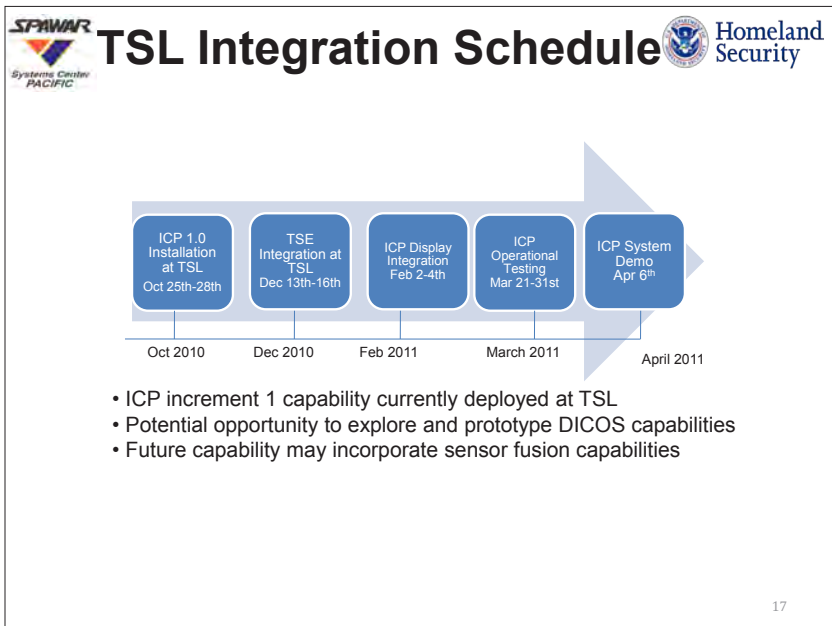 SPAWAR
Systems Center
PACIFIC
TSL Integration Schedule
Homeland
Security
ICP 1.0
Installation
at TSL
Oct 25th-28th
TSE
Integration at
TSL
Dec 13th-16th
ICP Display
Integration
Feb 2-4th
ICP
Operational
Testing
Mar 21-31st
ICP System
Demo
Apr 6th
Oct 2010
Dec 2010
Feb 2011
March 2011
April 2011
• ICP increment 1 capability currently deployed at TSL
• Potential opportunity to explore and prototype DICOS capabilities
• Future capability may incorporate sensor fusion capabilities
17